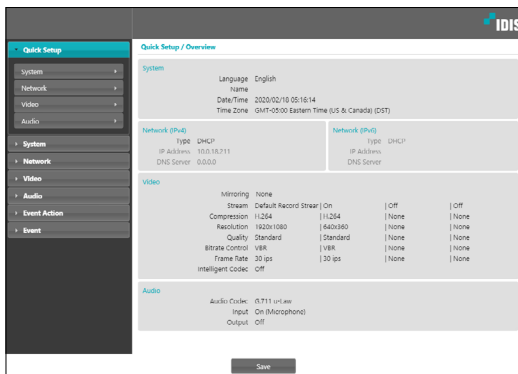 IDIS
Quick Setup
System
Network
Video
Audio
System
Network
Video
Audio
Event Action
Event
Quick Setup / Overview
System
Language English
Name
Date/Time 2020/02/10 05:16:14
Time Zone GMT-05:00 Eastern Time (US & Canada) (DST)
Network (IPv4) Network (IPv6)
Type DHCP Type DHCP
IP Address 10.0.18.211 IP Address
DNS Server 0.0.0.0 DNS Server
Video
Mirroring None
Stream Default Record Strear | On | Off | Off
Compression H.264 | H.264 | None | None
Resolution 1920x1080 | 640x360 | None | None
Quality Standard | Standard | None | None
Bitrate Control VBR | VBR | None | None
Frame Rate 30 ips | 30 ips | None | None
Intelligent Codec Off
Audio
Audio Codec G.711 u-Law
Input On (Microphone)
Output Off
Save